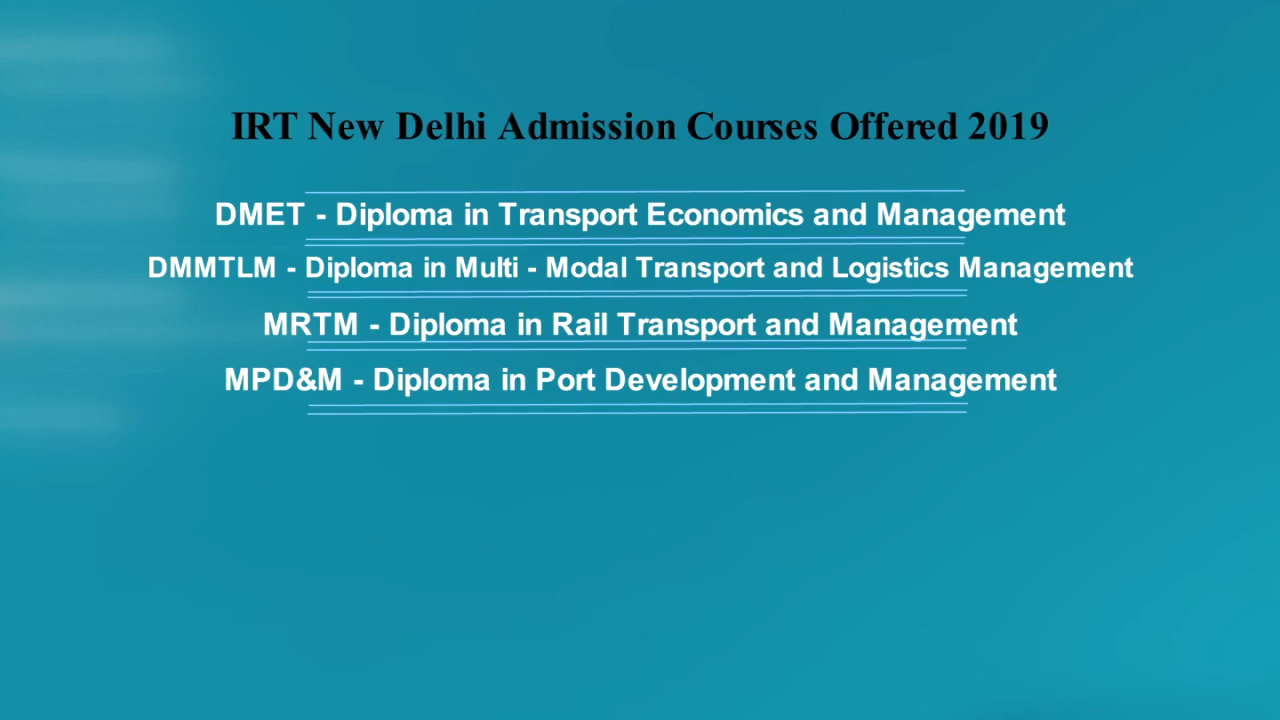 IRT New Delhi Admission Courses Offered 2019
DMET - Diploma in Transport Economics and Management
DMMTLM - Diploma in Multi - Modal Transport and Logistics Management
MRTM - Diploma in Rail Transport and Management
MPD&M - Diploma in Port Development and Management